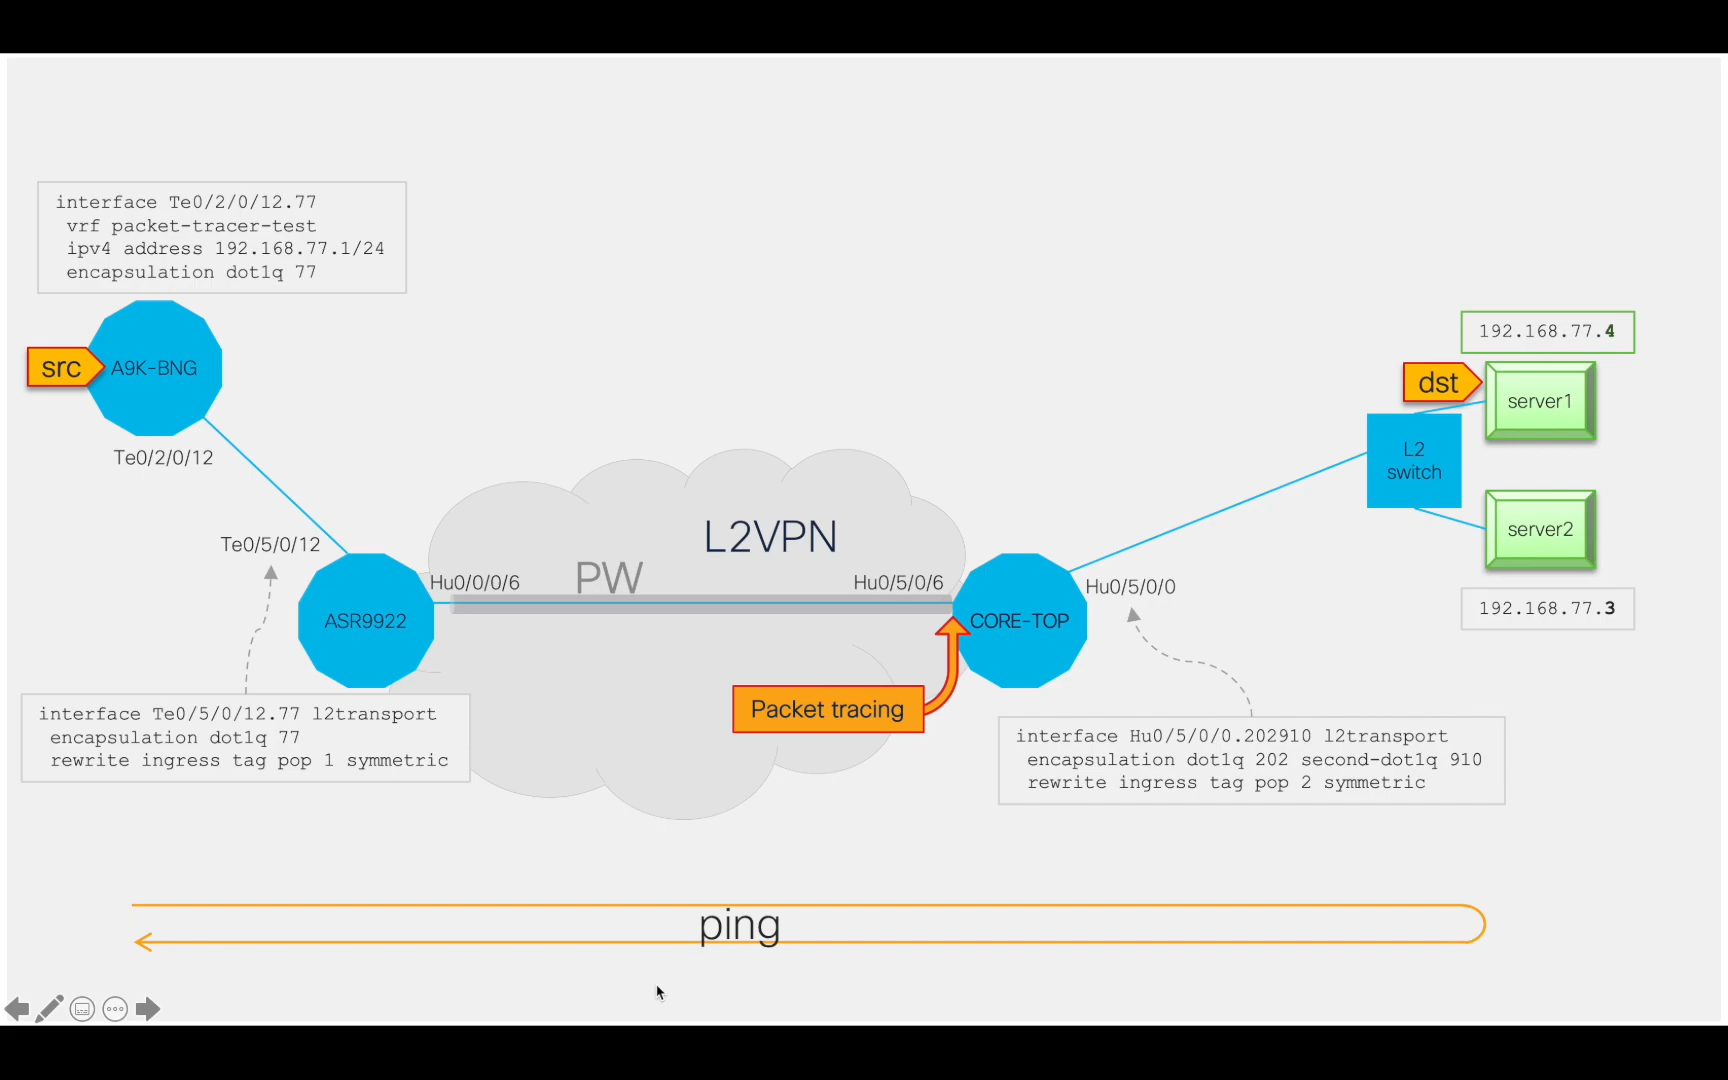 interface Te0/2/0/12.77
vrf packet-tracer-test
ipv4 address 192.168.77.1/24
encapsulation dot1q 77
src
A9K-BNG
Te0/2/0/12
192.168.77.4
dst
server1
L2
switch
server2
192.168.77.3
Te0/5/0/12
L2VPN
PW
Hu0/0/0/6
Hu0/5/0/6
Hu0/5/0/0
ASR9922
CORE-TOP
Packet tracing
interface Te0/5/0/12.77 l2transport
encapsulation dot1q 77
rewrite ingress tag pop 1 symmetric
interface Hu0/5/0/0.202910 l2transport
encapsulation dot1q 202 second-dot1q 910
rewrite ingress tag pop 2 symmetric
ping